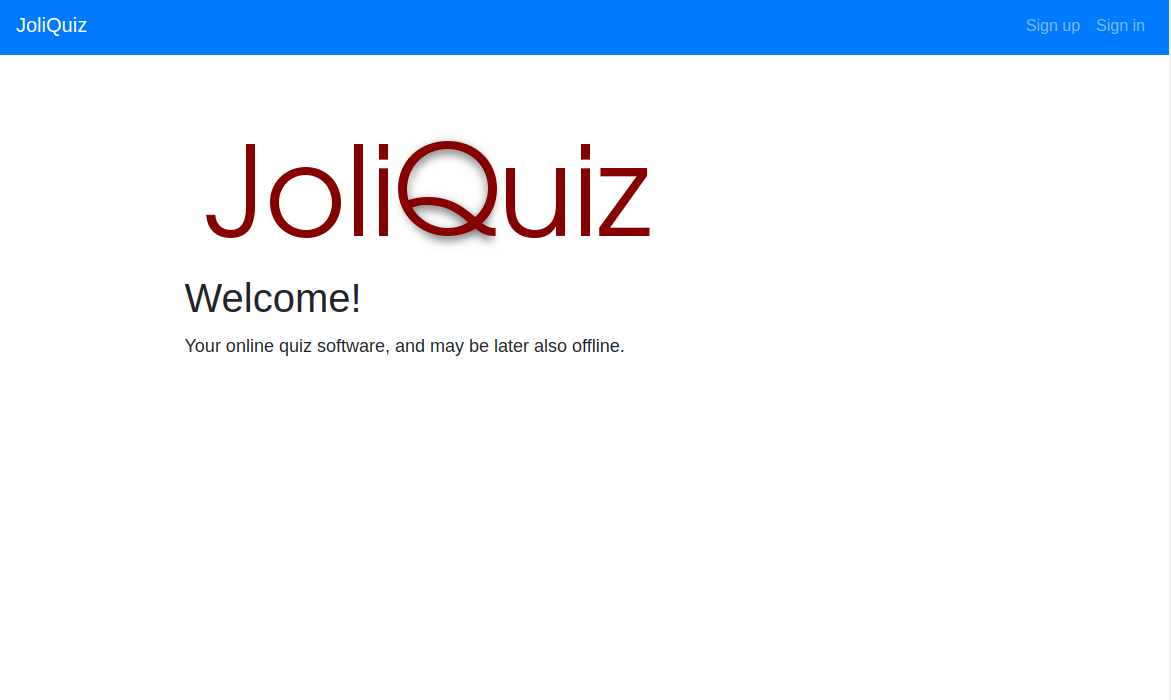 JoliQuiz
Sign up
Sign in
JoliQuiz
Welcome!
Your online quiz software, and may be later also offline.